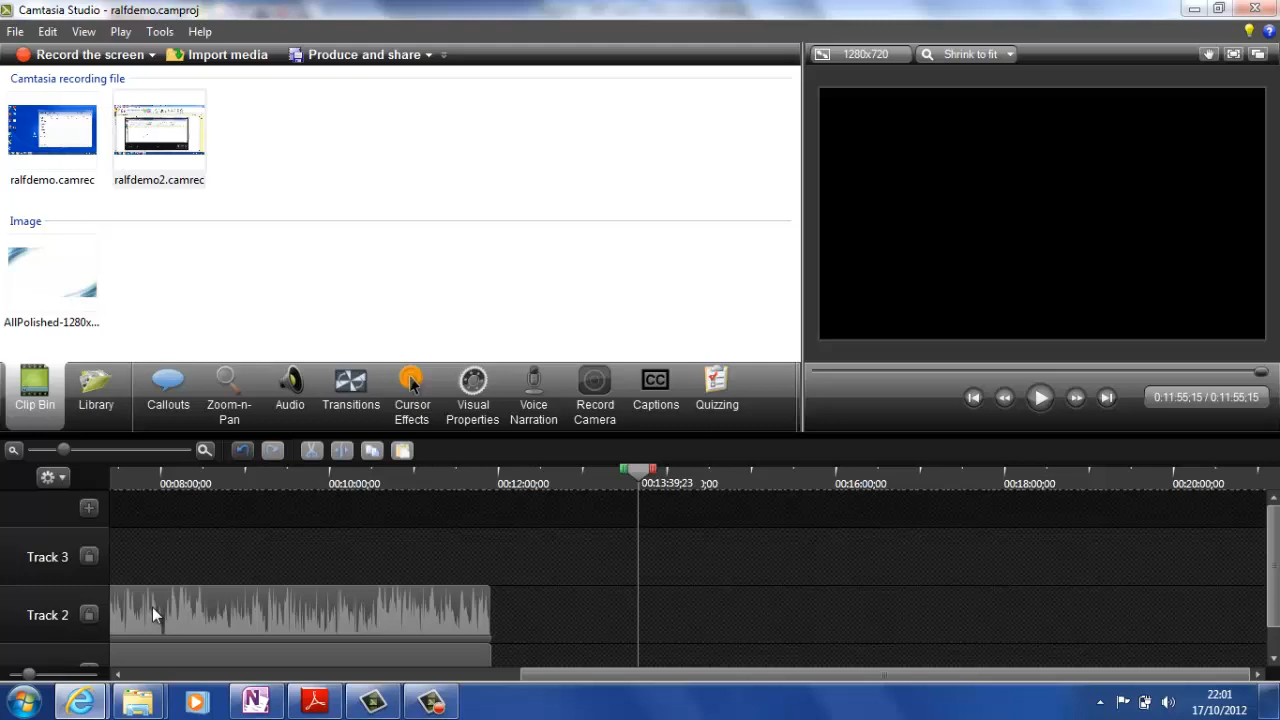 Camtasia Studio - ralfdemo.camproj
File Edit View Play Tools Help
Record the screen Import media Produce and share 1280x720 Shrink to fit
Camtasia recording file
ralfdemo.camrec ralfdemo2.camrec
Image
AllPolished-1280x...
Clip Bin Library Callouts Zoom-n-Pan Audio Transitions Cursor Effects Visual Properties Voice Narration Record Camera CC Captions Quizzing
0:11:55;15 / 0:11:55;15
00:08:00;00 00:10:00;00 00:12:00;00 00:13:39;23 ;00 00:16:00;00 00:18:00;00 00:20:00;00
Track 3
Track 2
22:01
17/10/2012